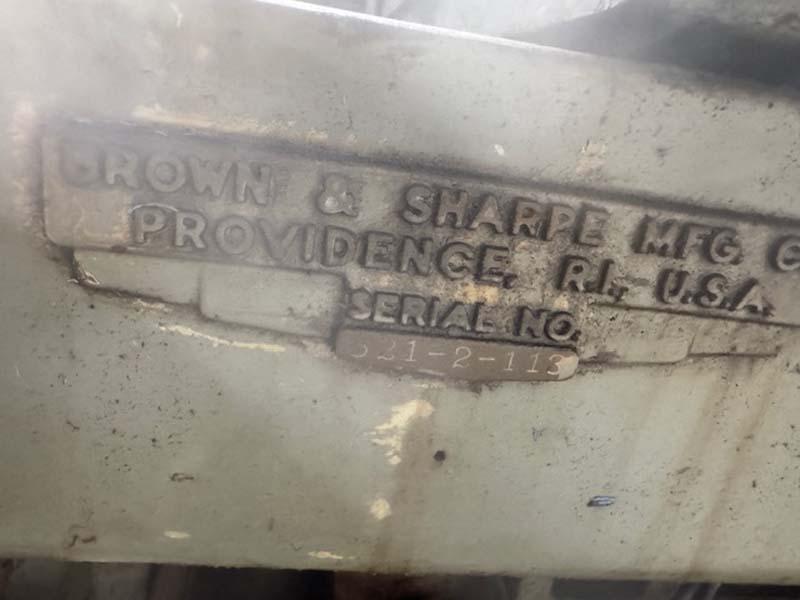 BROWN & SHARPE MFG. C
PROVIDENCE, R.I., U.S.A.
SERIAL NO.
521-2-113